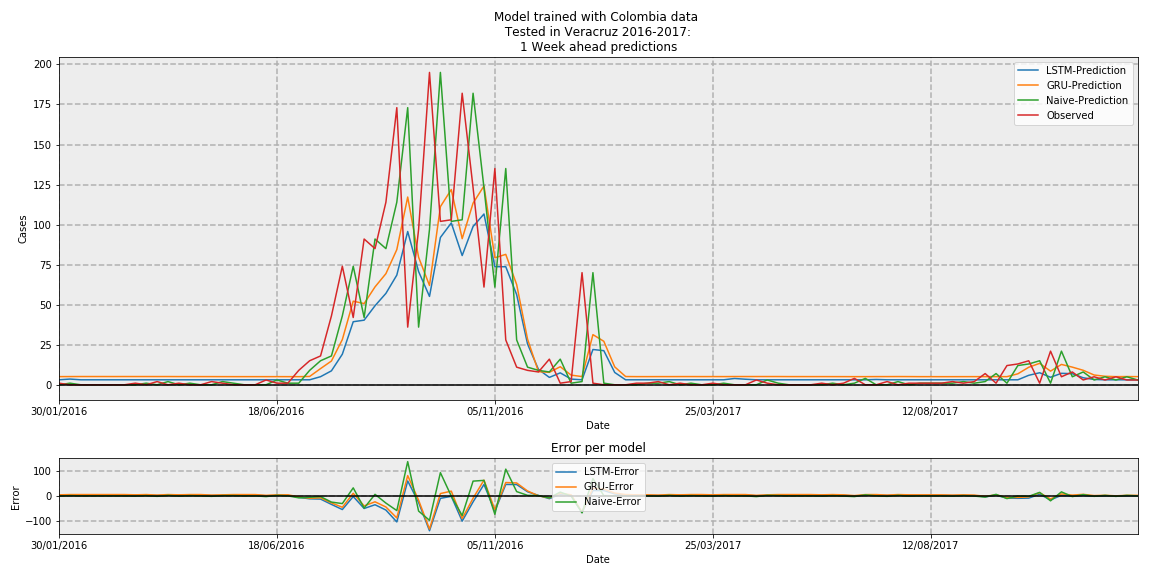 Model trained with Colombia data
Tested in Veracruz 2016-2017:
1 Week ahead predictions
200
175
150
125
100
75
50
25
0
Cases
LSTM-Prediction
GRU-Prediction
Naive-Prediction
Observed
30/01/2016
18/06/2016
05/11/2016
25/03/2017
12/08/2017
Date
Error per model
100
0
−100
Error
LSTM-Error
GRU-Error
Naive-Error
30/01/2016
18/06/2016
05/11/2016
25/03/2017
12/08/2017
Date